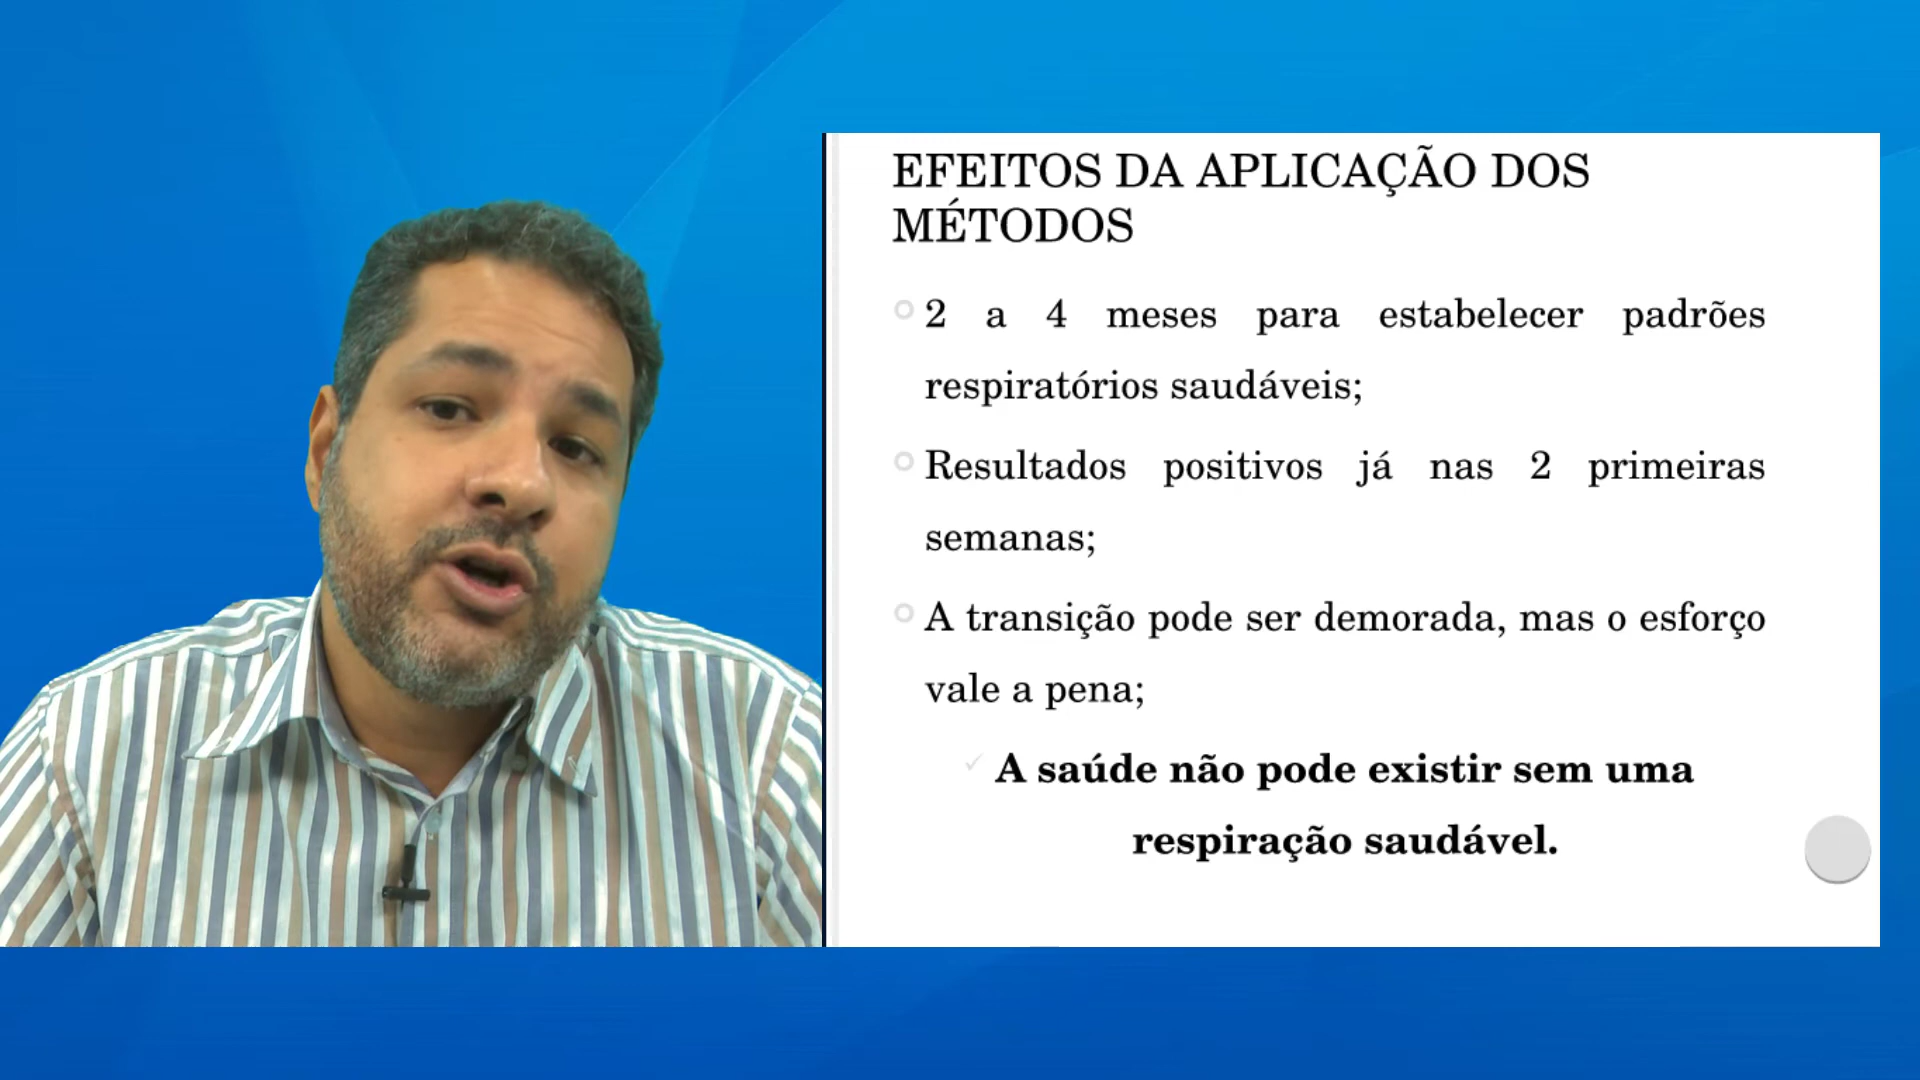 EFEITOS DA APLICAÇÃO DOS
MÉTODOS
2 a 4 meses para estabelecer padrões
respiratórios saudáveis;
Resultados positivos já nas 2 primeiras
semanas;
A transição pode ser demorada, mas o esforço
vale a pena;
A saúde não pode existir sem uma
respiração saudável.